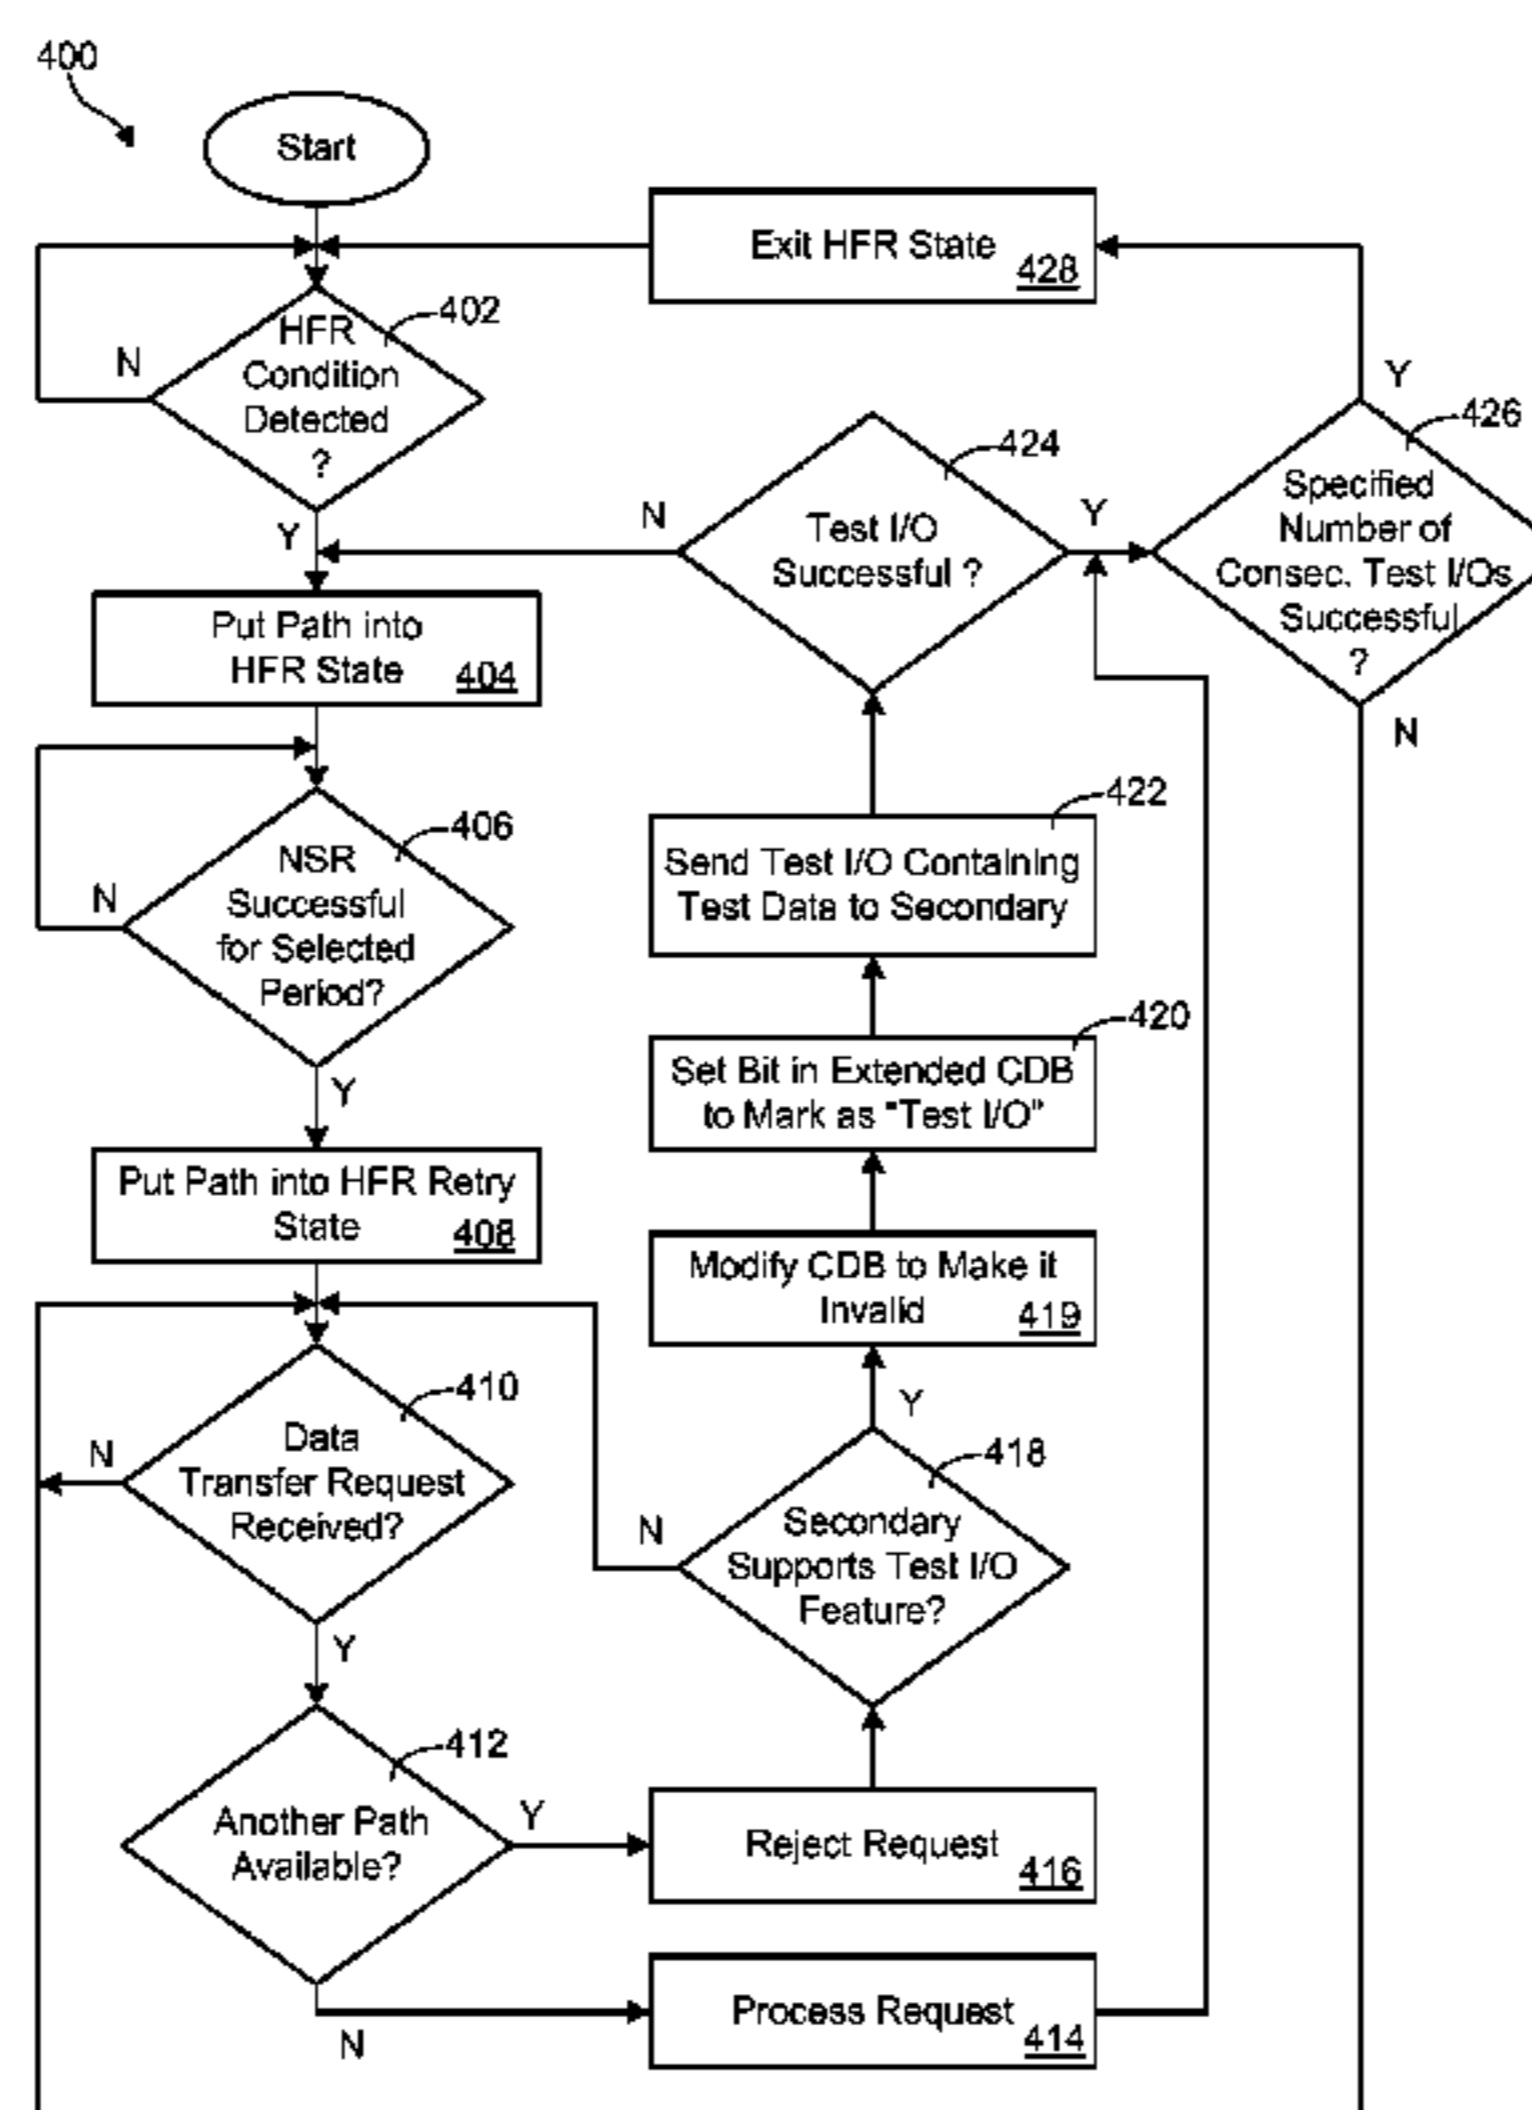 400
Start
Exit HFR State
428
HFR
Condition
Detected
?
402
N
Y
Put Path into
HFR State
404
NSR
Successful
for Selected
Period?
406
N
Y
Put Path into HFR Retry
State
408
Data
Transfer Request
Received?
410
N
Y
Another Path
Available?
412
Y
N
Reject Request
416
Process Request
414
Secondary
Supports Test I/O
Feature?
418
N
Y
Modify CDB to Make it
Invalid
419
Set Bit in Extended CDB
to Mark as "Test I/O"
420
Send Test I/O Containing
Test Data to Secondary
422
Test I/O
Successful ?
424
N
Y
Specified
Number of
Consec. Test I/Os
Successful
?
426
Y
N